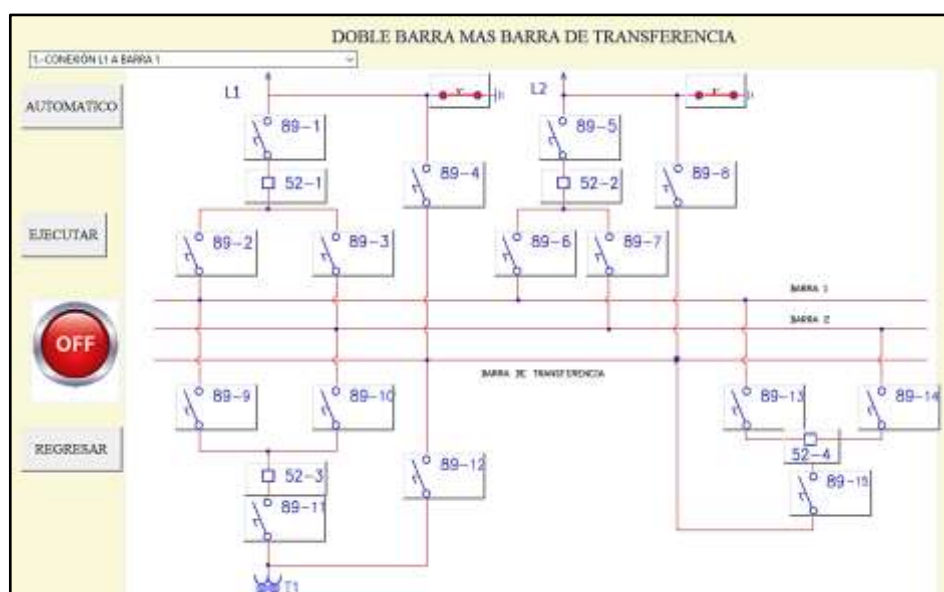 DOBLE BARRA MAS BARRA DE TRANSFERENCIA
1.-CONEXIÓN L1 A BARRA 1
AUTOMATICO
L1
L2
89-1
89-5
89-4
89-8
52-1
52-2
EJECUTAR
89-2
89-3
89-6
89-7
BARRA 1
BARRA 2
OFF
BARRA DE TRANSFERENCIA
89-9
89-10
89-13
89-14
REGRESAR
52-4
89-12
52-3
89-15
89-11
T1